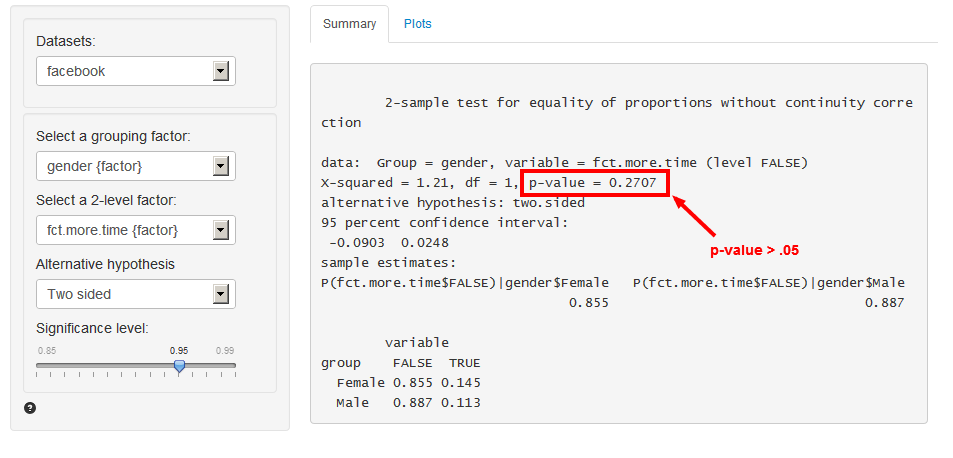 Datasets:
facebook
Select a grouping factor:
gender {factor}
Select a 2-level factor:
fct.more.time {factor}
Alternative hypothesis
Two sided
Significance level:
0.85 0.95 0.99
?
Summary Plots
2-sample test for equality of proportions without continuity corre
ction
data:  Group = gender, variable = fct.more.time (level FALSE)
X-squared = 1.21, df = 1, p-value = 0.2707
alternative hypothesis: two.sided
95 percent confidence interval:
-0.0903  0.0248
p-value > .05
sample estimates:
P(fct.more.time$FALSE)|gender$Female   P(fct.more.time$FALSE)|gender$Male
0.855   0.887
variable
group    FALSE  TRUE
Female 0.855 0.145
Male   0.887 0.113